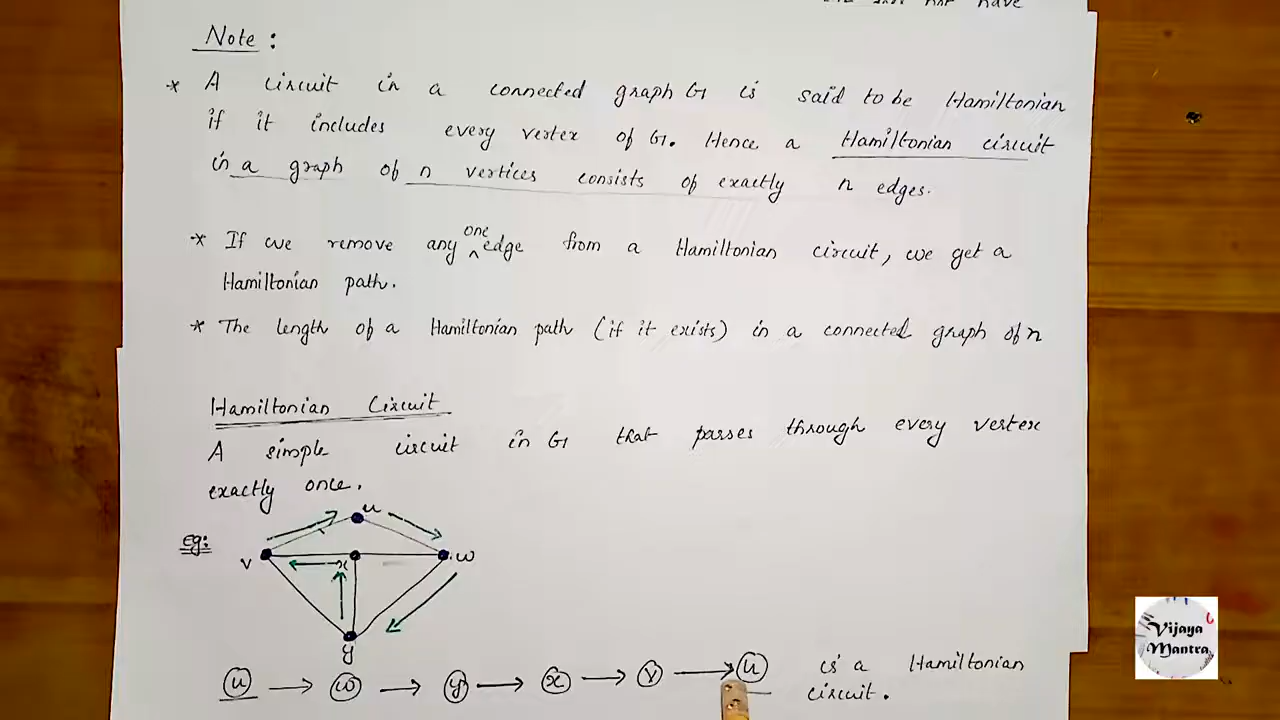 not have
Note :
* A circuit in a connected graph G is said to be Hamiltonian
if it includes every vertex of G. Hence a Hamiltonian circuit
in a graph of n vertices consists of exactly n edges.
* If we remove any one edge from a Hamiltonian circuit, we get a
Hamiltonian path.
* The length of a Hamiltonian path (if it exists) in a connected graph of n
Hamiltonian Circuit
A simple circuit in G that passes through every vertex
exactly once.
eg:
u
v x w
y
u → w → y → x → v → u is a Hamiltonian
circuit.
Vijaya
Mantra